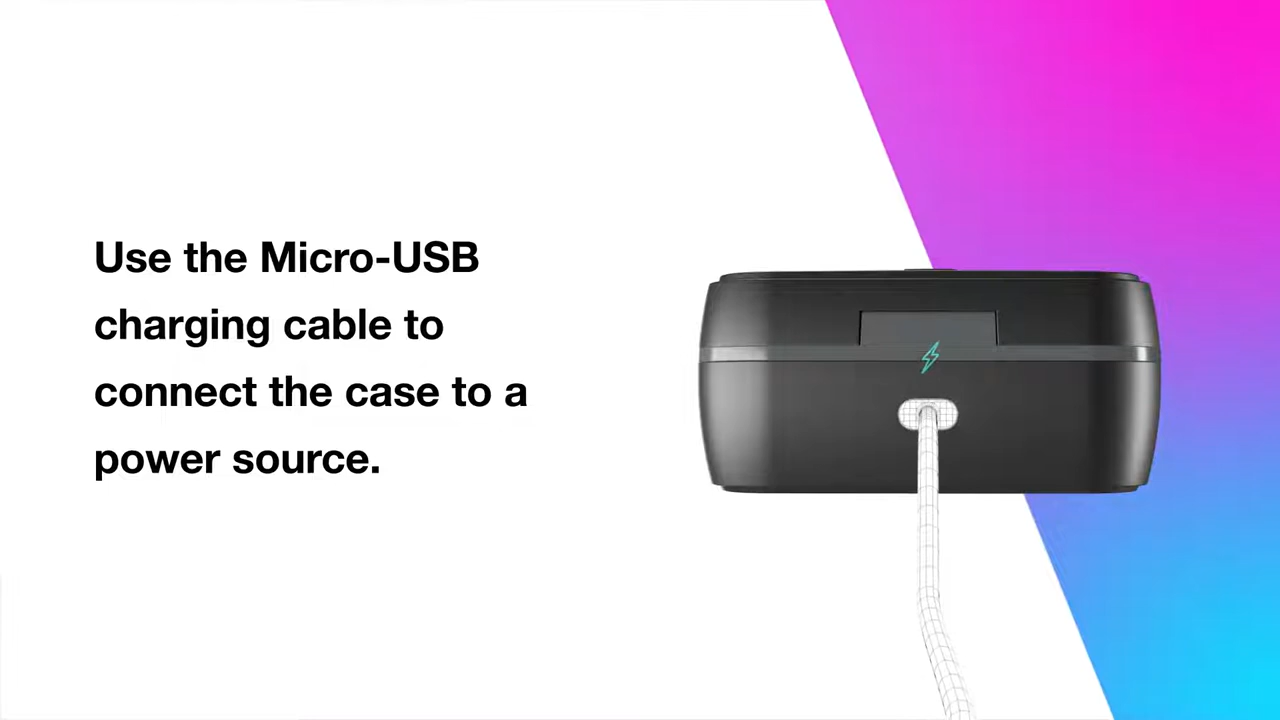 Use the Micro-USB
charging cable to
connect the case to a
power source.